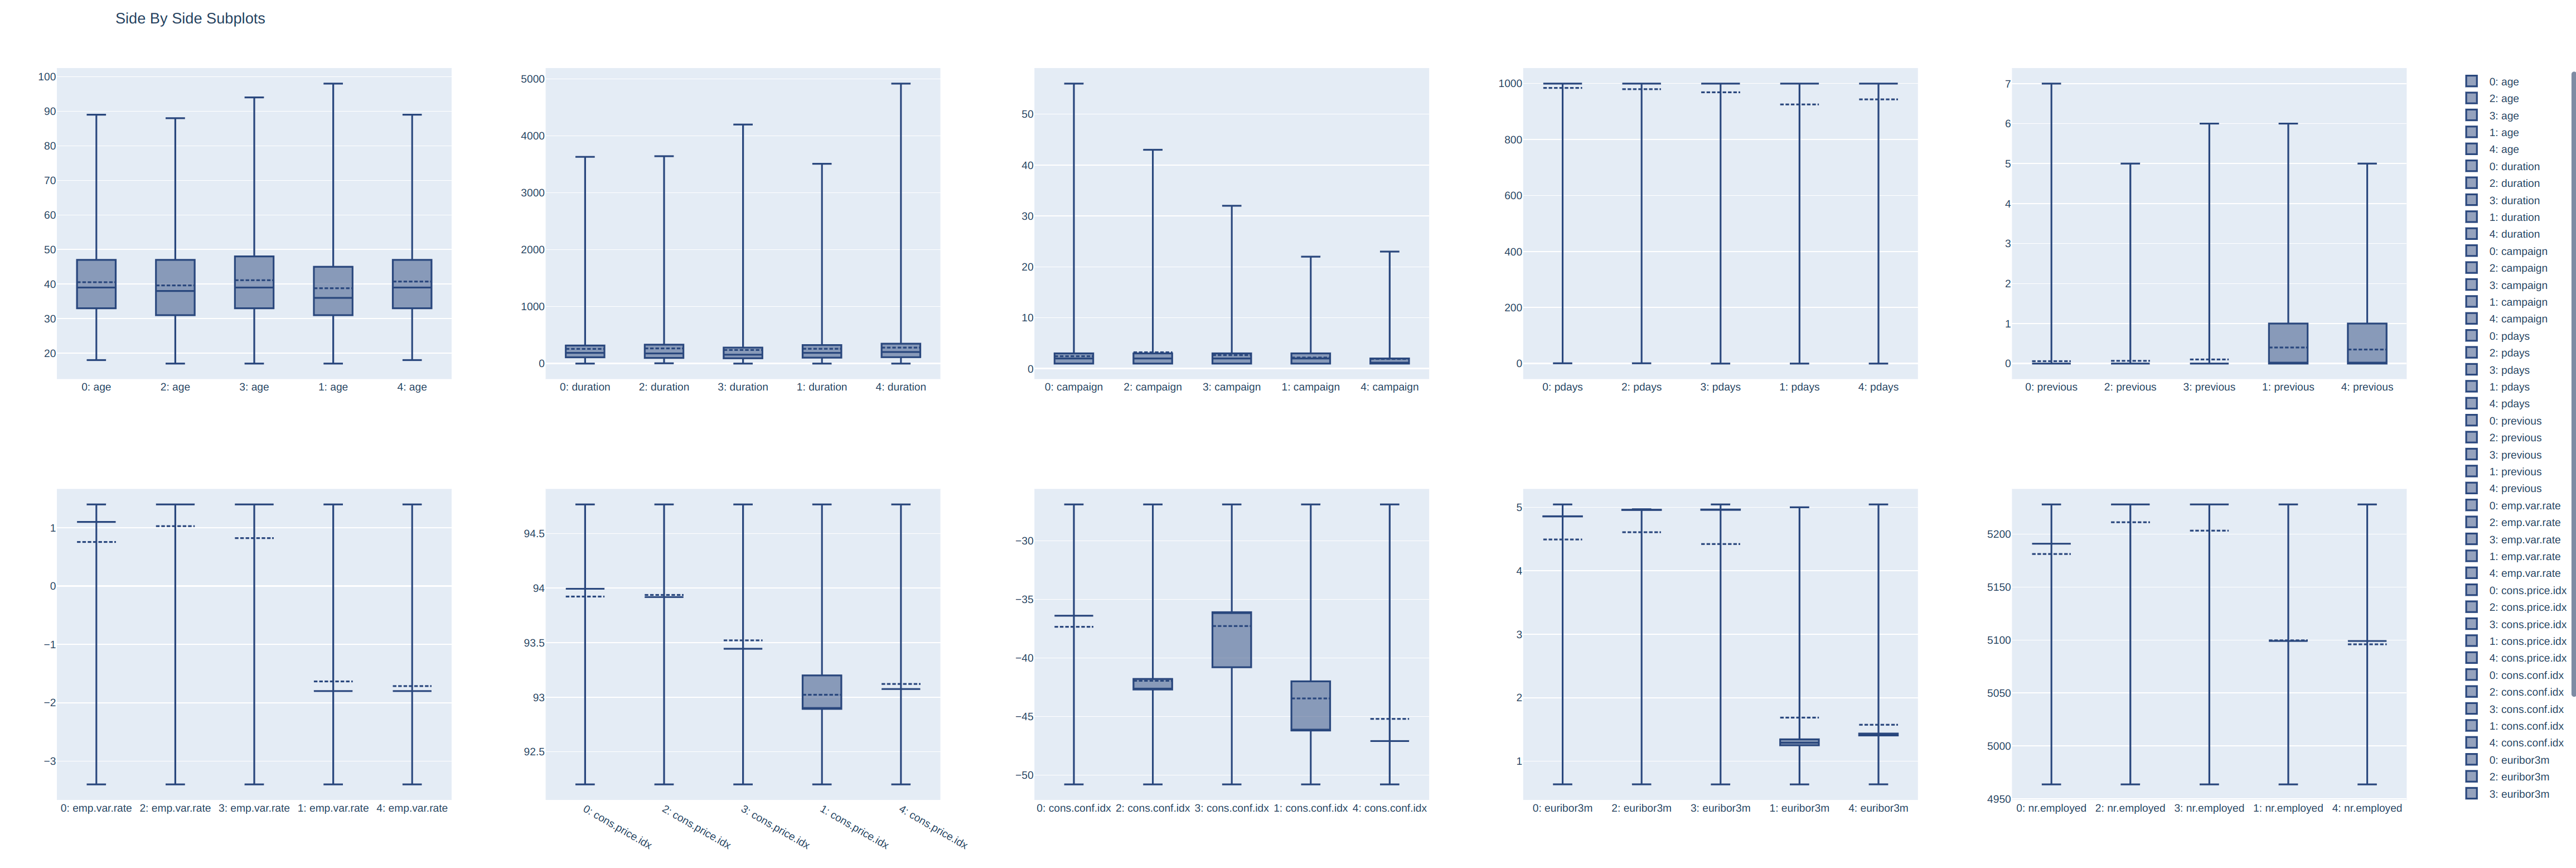 Side By Side Subplots
100
90
80
70
60
50
40
30
20
0: age 2: age 3: age 1: age 4: age
5000
4000
3000
2000
1000
0
0: duration 2: duration 3: duration 1: duration 4: duration
50
40
30
20
10
0
0: campaign 2: campaign 3: campaign 1: campaign 4: campaign
1000
800
600
400
200
0
0: pdays 2: pdays 3: pdays 1: pdays 4: pdays
7
6
5
4
3
2
1
0
0: previous 2: previous 3: previous 1: previous 4: previous
1
0
−1
−2
−3
0: emp.var.rate 2: emp.var.rate 3: emp.var.rate 1: emp.var.rate 4: emp.var.rate
94.5
94
93.5
93
92.5
0: cons.price.idx 2: cons.price.idx 3: cons.price.idx 1: cons.price.idx 4: cons.price.idx
−30
−35
−40
−45
−50
0: cons.conf.idx 2: cons.conf.idx 3: cons.conf.idx 1: cons.conf.idx 4: cons.conf.idx
5
4
3
2
1
0: euribor3m 2: euribor3m 3: euribor3m 1: euribor3m 4: euribor3m
5200
5150
5100
5050
5000
4950
0: nr.employed 2: nr.employed 3: nr.employed 1: nr.employed 4: nr.employed
0: age
2: age
3: age
1: age
4: age
0: duration
2: duration
3: duration
1: duration
4: duration
0: campaign
2: campaign
3: campaign
1: campaign
4: campaign
0: pdays
2: pdays
3: pdays
1: pdays
4: pdays
0: previous
2: previous
3: previous
1: previous
4: previous
0: emp.var.rate
2: emp.var.rate
3: emp.var.rate
1: emp.var.rate
4: emp.var.rate
0: cons.price.idx
2: cons.price.idx
3: cons.price.idx
1: cons.price.idx
4: cons.price.idx
0: cons.conf.idx
2: cons.conf.idx
3: cons.conf.idx
1: cons.conf.idx
4: cons.conf.idx
0: euribor3m
2: euribor3m
3: euribor3m